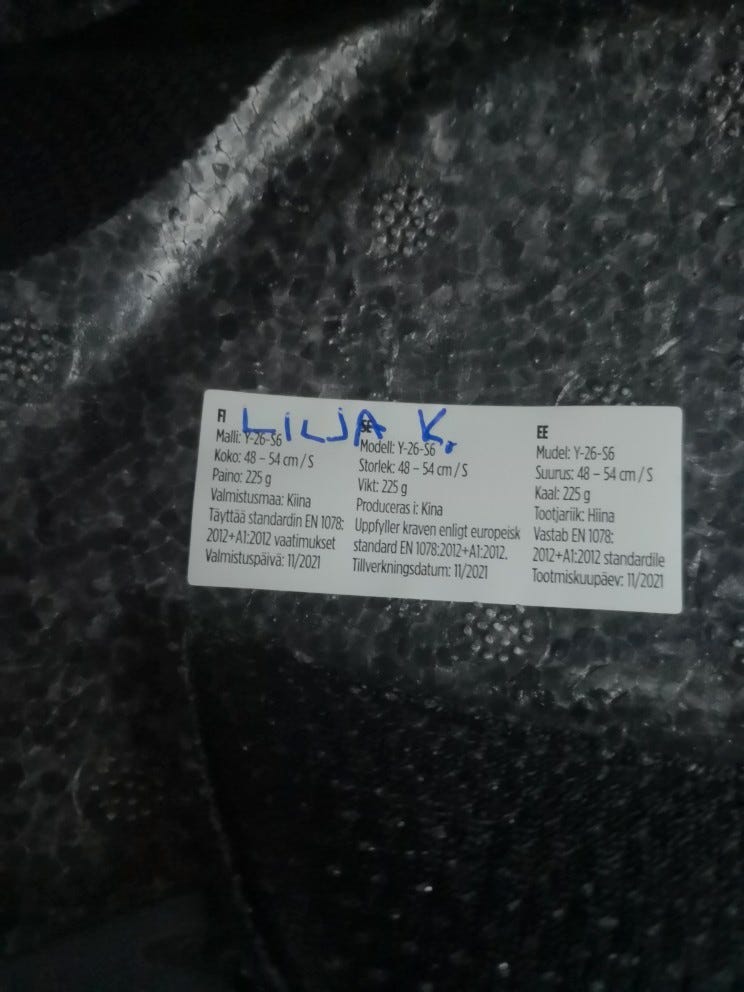 LILJA K.
FI
Malli: Y-26-S6
Koko: 48 – 54 cm / S
Paino: 225 g
Valmistusmaa: Kiina
Täyttää standardin EN 1078:
2012+A1:2012 vaatimukset
Valmistuspäivä: 11/2021
SE
Modell: Y-26-S6
Storlek: 48 – 54 cm / S
Vikt: 225 g
Produceras i: Kina
Uppfyller kraven enligt europeisk
standard EN 1078:2012+A1:2012.
Tillverkningsdatum: 11/2021
EE
Mudel: Y-26-S6
Suurus: 48 – 54 cm / S
Kaal: 225 g
Tootjariik: Hiina
Vastab EN 1078:
2012+A1:2012 standardile
Tootmiskuupäev: 11/2021